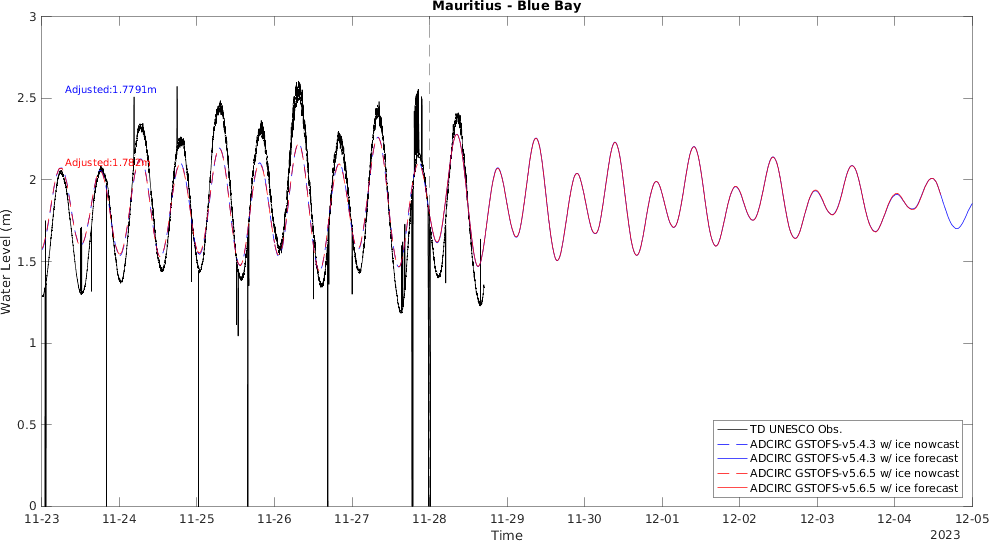 Mauritius - Blue Bay
Water Level (m)
3
2.5
2
1.5
1
0.5
0
Adjusted:1.7791m
Adjusted:1.782m
TD UNESCO Obs.
ADCIRC GSTOFS-v5.4.3 w/ ice nowcast
ADCIRC GSTOFS-v5.4.3 w/ ice forecast
ADCIRC GSTOFS-v5.6.5 w/ ice nowcast
ADCIRC GSTOFS-v5.6.5 w/ ice forecast
11-23 11-24 11-25 11-26 11-27 11-28 11-29 11-30 12-01 12-02 12-03 12-04 12-05
Time
2023